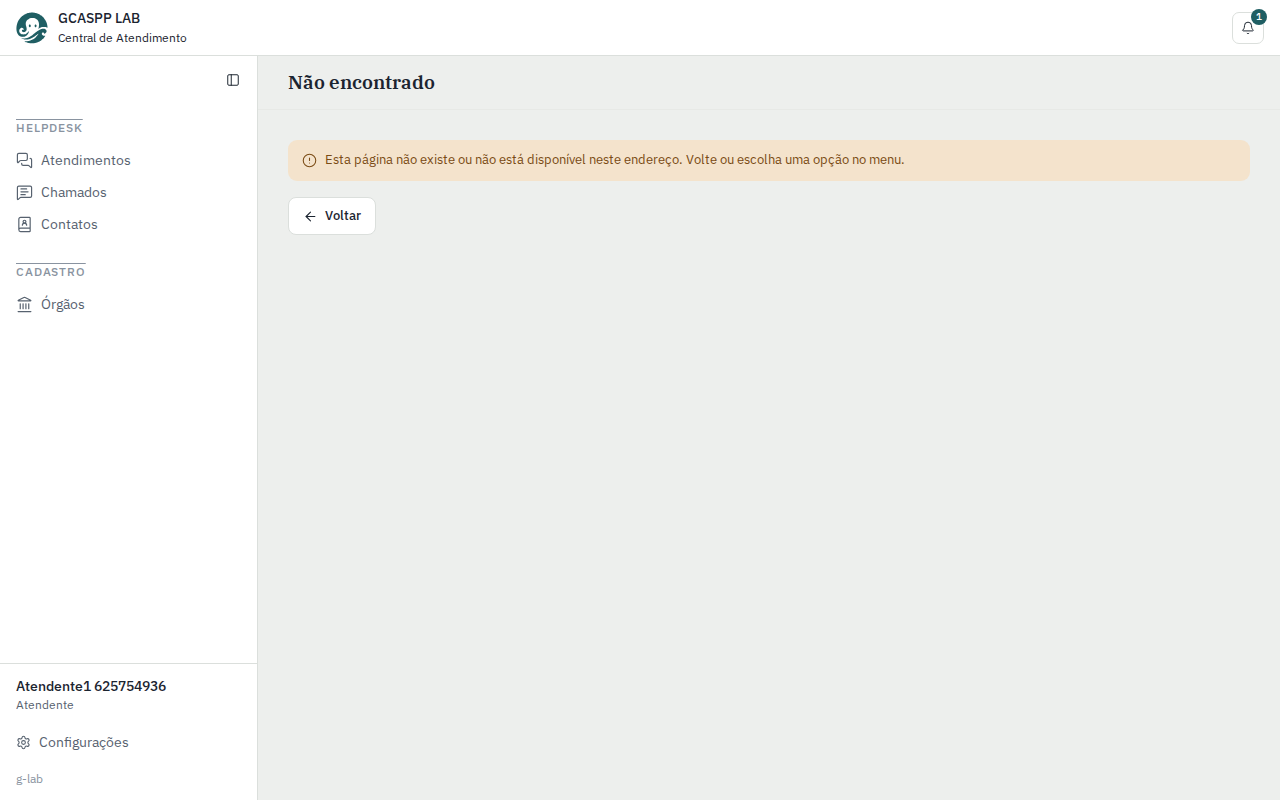 GCASPP LAB
Central de Atendimento
1
HELPDESK
Atendimentos
Chamados
Contatos
CADASTRO
Órgãos
Atendente1 625754936
Atendente
Configurações
g-lab
Não encontrado
Esta página não existe ou não está disponível neste endereço. Volte ou escolha uma opção no menu.
Voltar